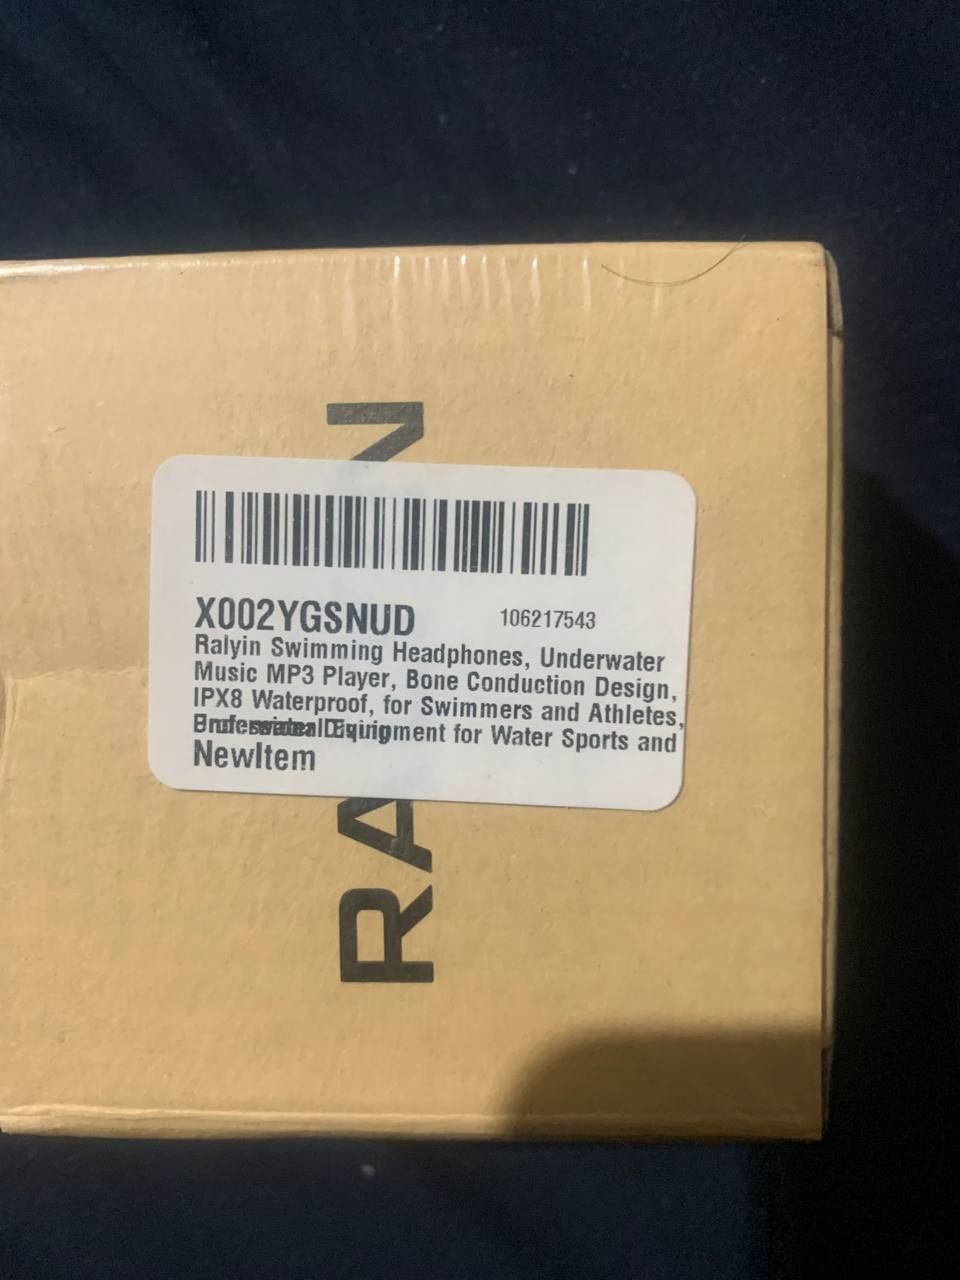 X002YGSNUD 106217543
Ralyin Swimming Headphones, Underwater
Music MP3 Player, Bone Conduction Design,
IPX8 Waterproof, for Swimmers and Athletes,
Equipment for Water Sports and
NewItem
RA N